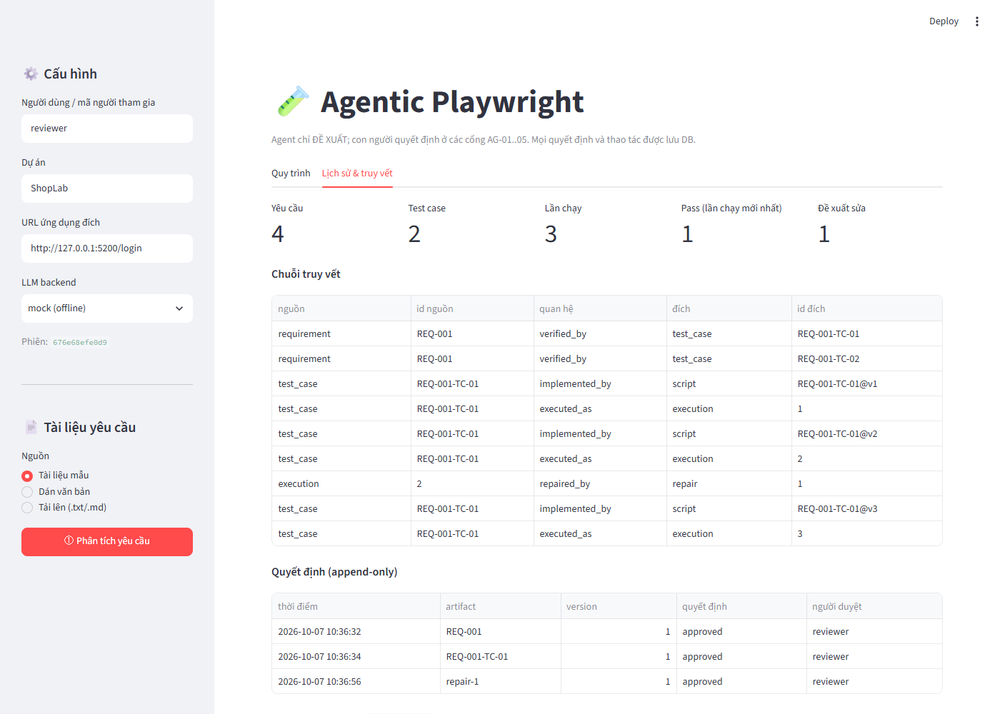 Deploy
Cấu hình
Người dùng / mã người tham gia
reviewer
Dự án
ShopLab
URL ứng dụng đích
http://127.0.0.1:5200/login
LLM backend
mock (offline)
Phiên: 676e68efe0d9
Tài liệu yêu cầu
Nguồn
Tài liệu mẫu
Dán văn bản
Tải lên (.txt/.md)
① Phân tích yêu cầu
Agentic Playwright
Agent chỉ ĐỀ XUẤT; con người quyết định ở các cổng AG-01..05. Mọi quyết định và thao tác được lưu DB.
Quy trình Lịch sử & truy vết
Yêu cầu Test case Lần chạy Pass (lần chạy mới nhất) Đề xuất sửa
4 2 3 1 1
Chuỗi truy vết
nguồn id nguồn quan hệ đích id đích
requirement REQ-001 verified_by test_case REQ-001-TC-01
requirement REQ-001 verified_by test_case REQ-001-TC-02
test_case REQ-001-TC-01 implemented_by script REQ-001-TC-01@v1
test_case REQ-001-TC-01 executed_as execution 1
test_case REQ-001-TC-01 implemented_by script REQ-001-TC-01@v2
test_case REQ-001-TC-01 executed_as execution 2
execution 2 repaired_by repair 1
test_case REQ-001-TC-01 implemented_by script REQ-001-TC-01@v3
test_case REQ-001-TC-01 executed_as execution 3
Quyết định (append-only)
thời điểm artifact version quyết định người duyệt
2026-10-07 10:36:32 REQ-001 1 approved reviewer
2026-10-07 10:36:34 REQ-001-TC-01 1 approved reviewer
2026-10-07 10:36:56 repair-1 1 approved reviewer